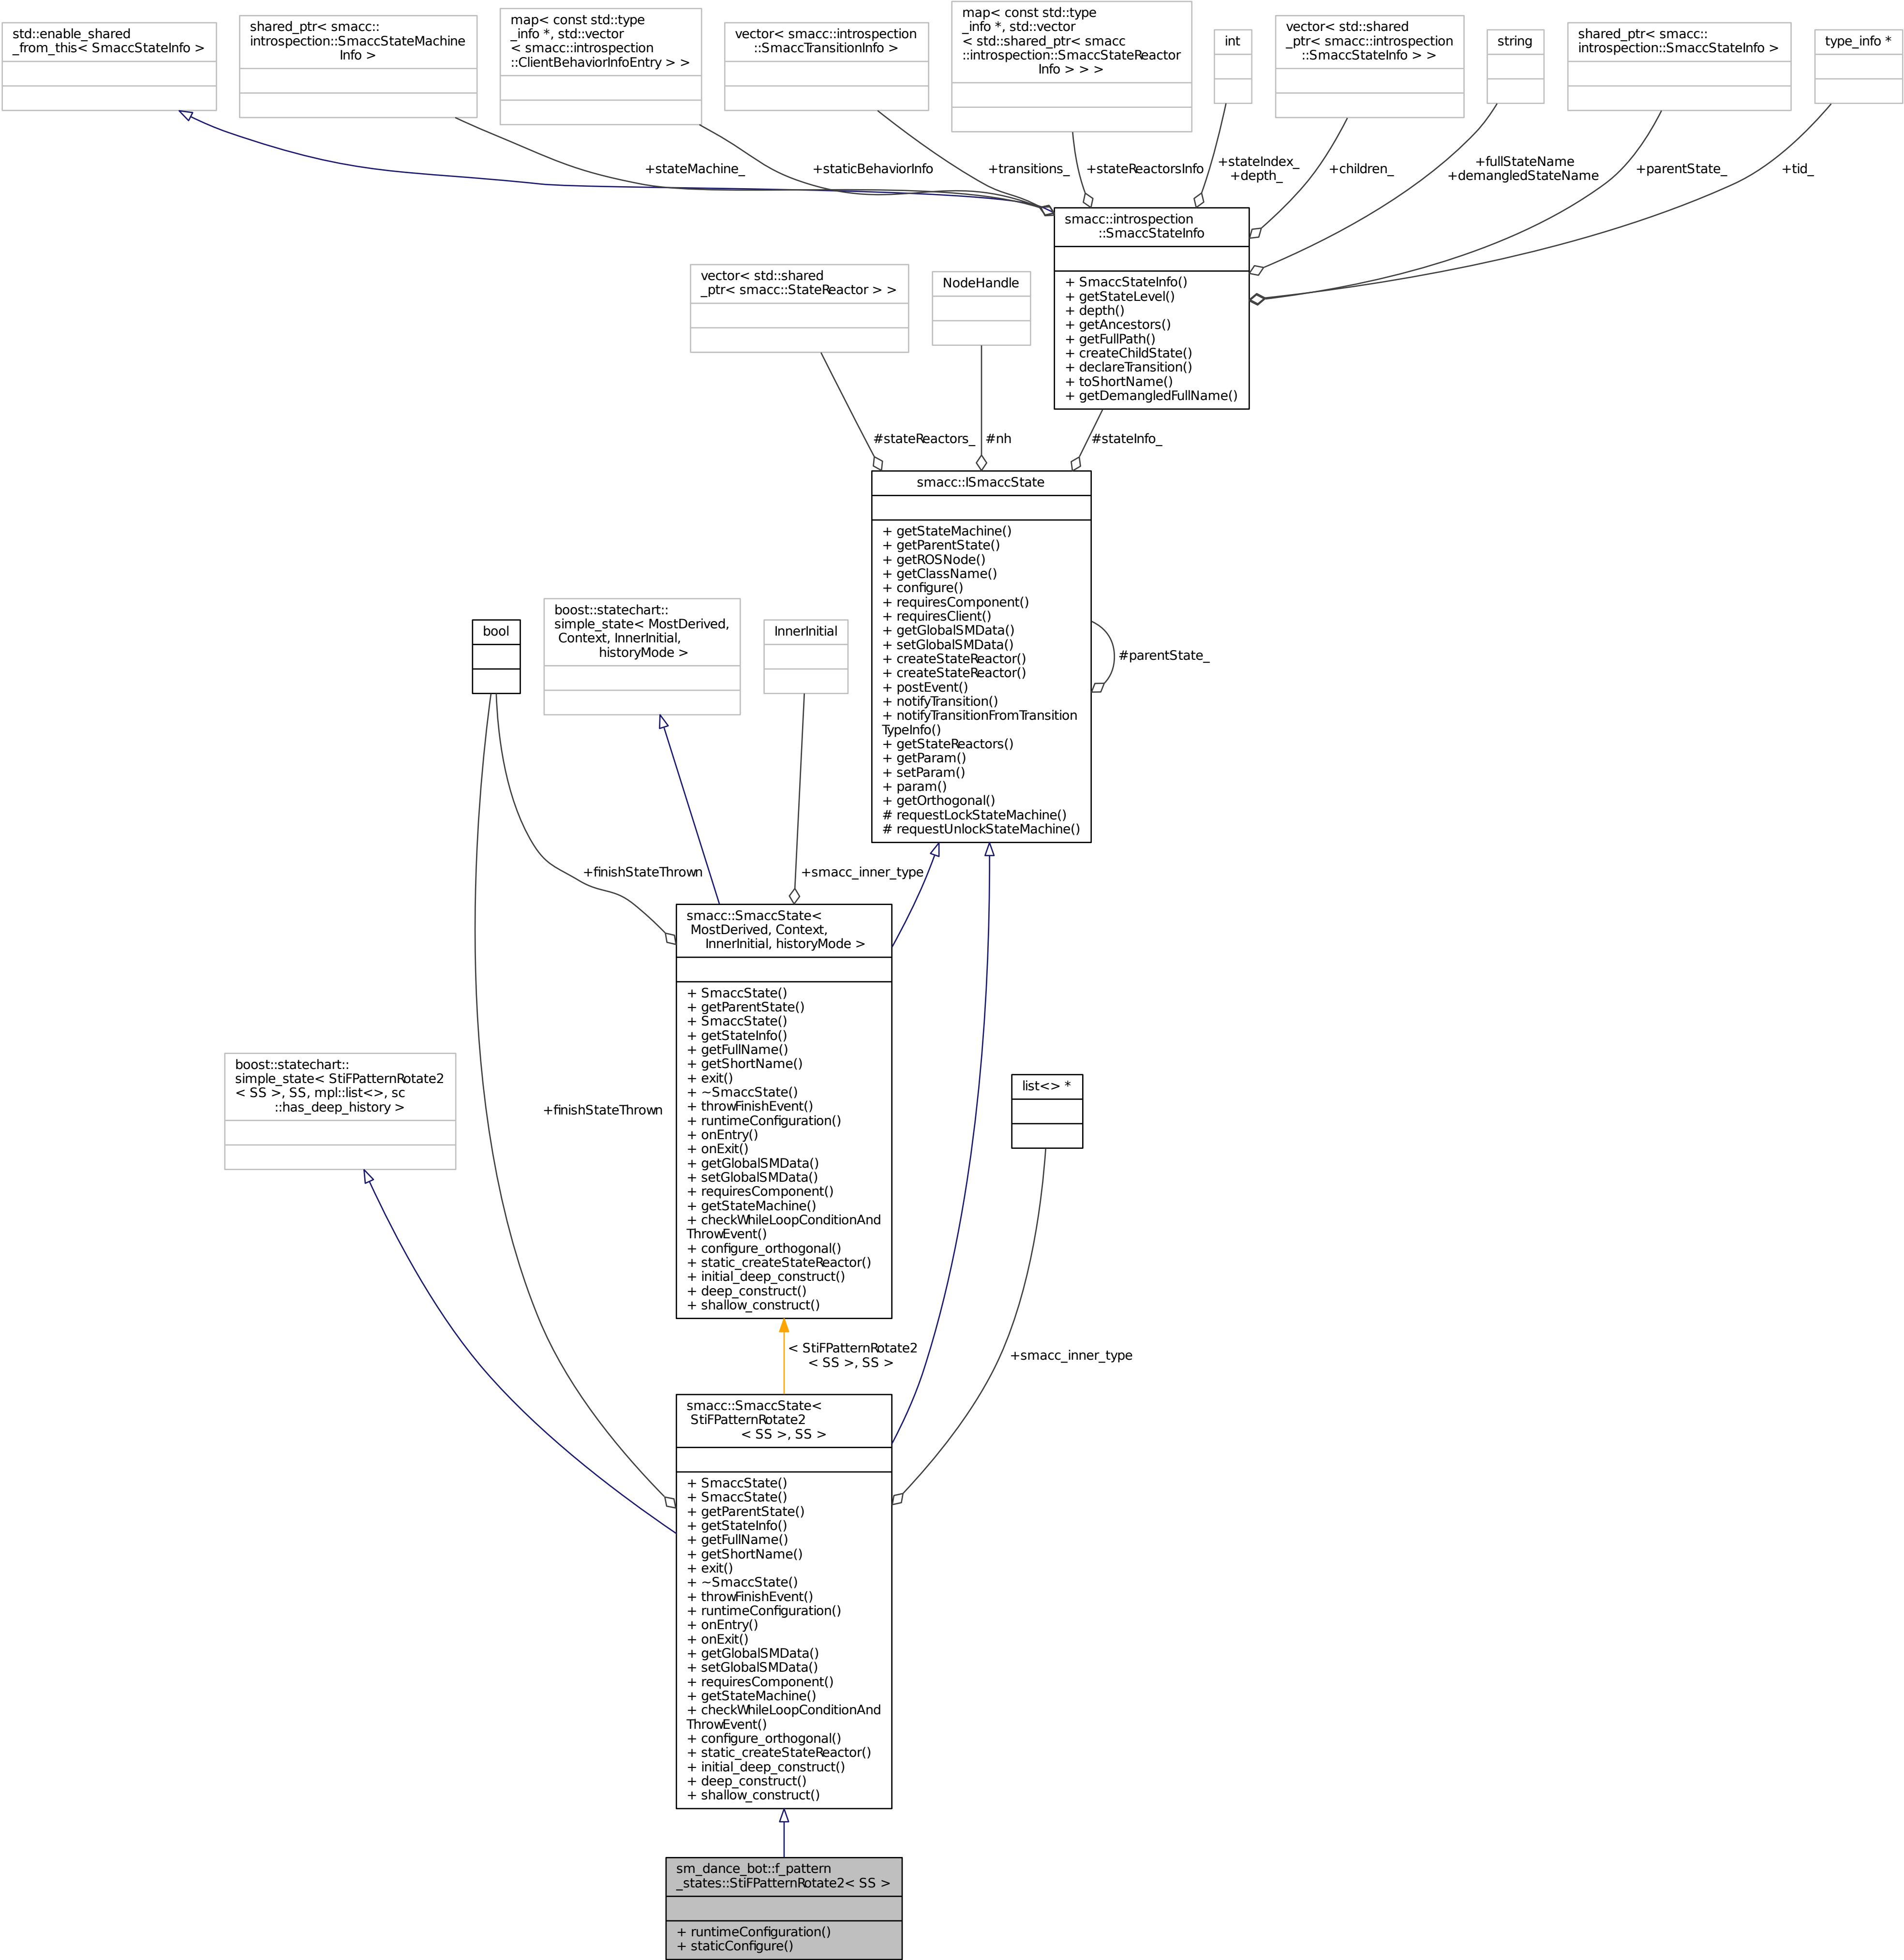 std::enable_shared
_from_this< SmaccStateInfo >
shared_ptr< smacc::
introspection::SmaccStateMachine
Info >
map< const std::type
_info *, std::vector
< smacc::introspection
::ClientBehaviorInfoEntry > >
vector< smacc::introspection
::SmaccTransitionInfo >
map< const std::type
_info *, std::vector
< std::shared_ptr< smacc
::introspection::SmaccStateReactor
Info > > >
int
vector< std::shared
_ptr< smacc::introspection
::SmaccStateInfo > >
string
shared_ptr< smacc::
introspection::SmaccStateInfo >
type_info *
+stateMachine_
+staticBehaviorInfo
+transitions_
+stateReactorsInfo
+stateIndex_
+depth_
+children_
+fullStateName
+demangledStateName
+parentState_
+tid_
smacc::introspection
::SmaccStateInfo
+ SmaccStateInfo()
+ getStateLevel()
+ depth()
+ getAncestors()
+ getFullPath()
+ createChildState()
+ declareTransition()
+ toShortName()
+ getDemangledFullName()
vector< std::shared
_ptr< smacc::StateReactor > >
NodeHandle
#stateReactors_
#nh
#stateInfo_
smacc::ISmaccState
+ getStateMachine()
+ getParentState()
+ getROSNode()
+ getClassName()
+ configure()
+ requiresComponent()
+ requiresClient()
+ getGlobalSMData()
+ setGlobalSMData()
+ createStateReactor()
+ createStateReactor()
+ postEvent()
+ notifyTransition()
+ notifyTransitionFromTransition
TypeInfo()
+ getStateReactors()
+ getParam()
+ setParam()
+ param()
+ getOrthogonal()
# requestLockStateMachine()
# requestUnlockStateMachine()
#parentState_
bool
boost::statechart::
simple_state< MostDerived,
Context, InnerInitial,
historyMode >
InnerInitial
+finishStateThrown
+smacc_inner_type
smacc::SmaccState<
MostDerived, Context,
InnerInitial, historyMode >
+ SmaccState()
+ getParentState()
+ SmaccState()
+ getStateInfo()
+ getFullName()
+ getShortName()
+ exit()
+ ~SmaccState()
+ throwFinishEvent()
+ runtimeConfiguration()
+ onEntry()
+ onExit()
+ getGlobalSMData()
+ setGlobalSMData()
+ requiresComponent()
+ getStateMachine()
+ checkWhileLoopConditionAnd
ThrowEvent()
+ configure_orthogonal()
+ static_createStateReactor()
+ initial_deep_construct()
+ deep_construct()
+ shallow_construct()
boost::statechart::
simple_state< StiFPatternRotate2
< SS >, SS, mpl::list<>, sc
::has_deep_history >
+finishStateThrown
list<> *
< StiFPatternRotate2
< SS >, SS >
+smacc_inner_type
smacc::SmaccState<
StiFPatternRotate2
< SS >, SS >
+ SmaccState()
+ SmaccState()
+ getParentState()
+ getStateInfo()
+ getFullName()
+ getShortName()
+ exit()
+ ~SmaccState()
+ throwFinishEvent()
+ runtimeConfiguration()
+ onEntry()
+ onExit()
+ getGlobalSMData()
+ setGlobalSMData()
+ requiresComponent()
+ getStateMachine()
+ checkWhileLoopConditionAnd
ThrowEvent()
+ configure_orthogonal()
+ static_createStateReactor()
+ initial_deep_construct()
+ deep_construct()
+ shallow_construct()
sm_dance_bot::f_pattern
_states::StiFPatternRotate2< SS >
+ runtimeConfiguration()
+ staticConfigure()